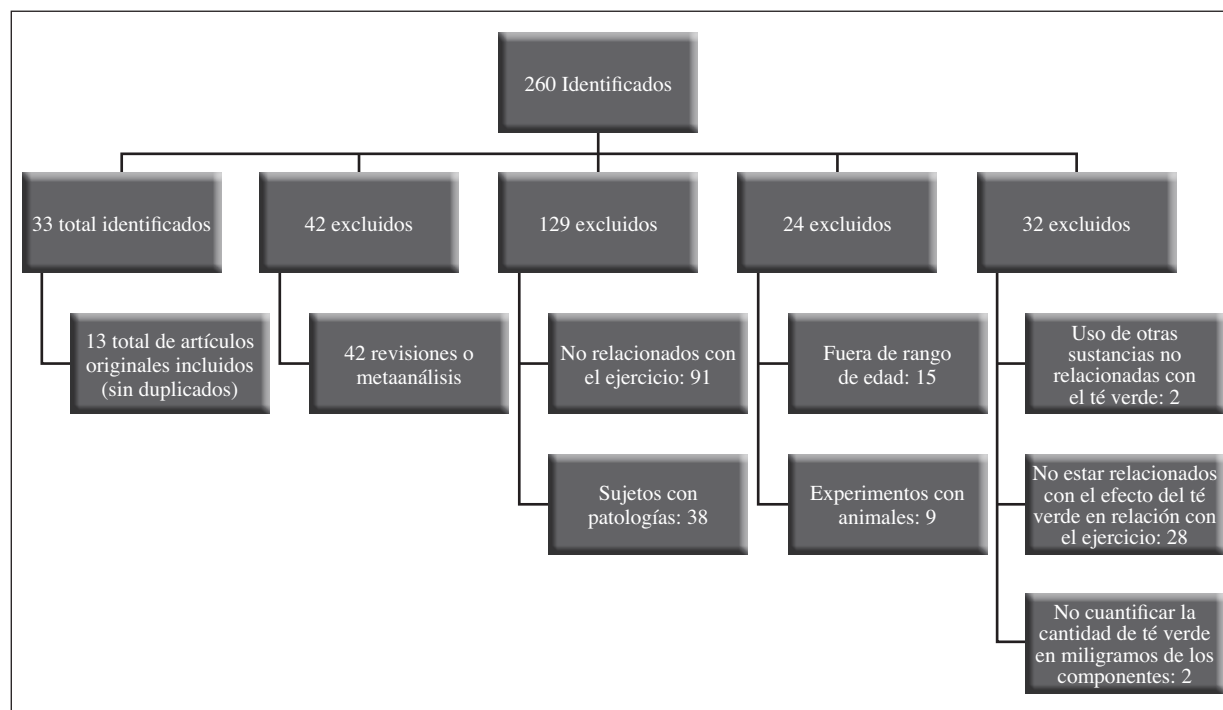 260 Identificados
33 total identificados
42 excluidos
129 excluidos
24 excluidos
32 excluidos
13 total de artículos
originales incluidos
(sin duplicados)
42 revisiones o
metaanálisis
No relacionados con
el ejercicio: 91
Fuera de rango
de edad: 15
Uso de otras
sustancias no
relacionadas con
el té verde: 2
Sujetos con
patologías: 38
Experimentos con
animales: 9
No estar relacionados
con el efecto del té
verde en relación con
el ejercicio: 28
No cuantificar la
cantidad de té verde
en miligramos de los
componentes: 2